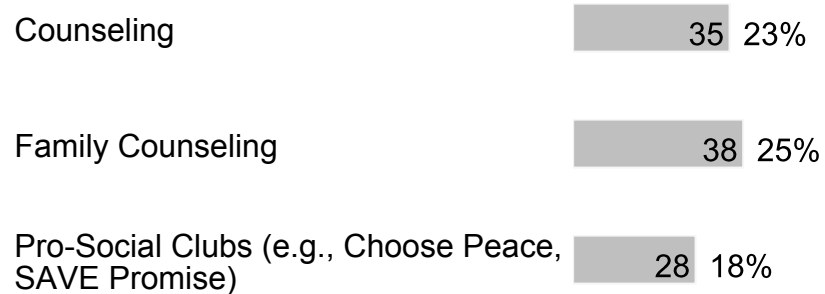 Counseling 35 23%
Family Counseling 38 25%
Pro-Social Clubs (e.g., Choose Peace,
SAVE Promise) 28 18%